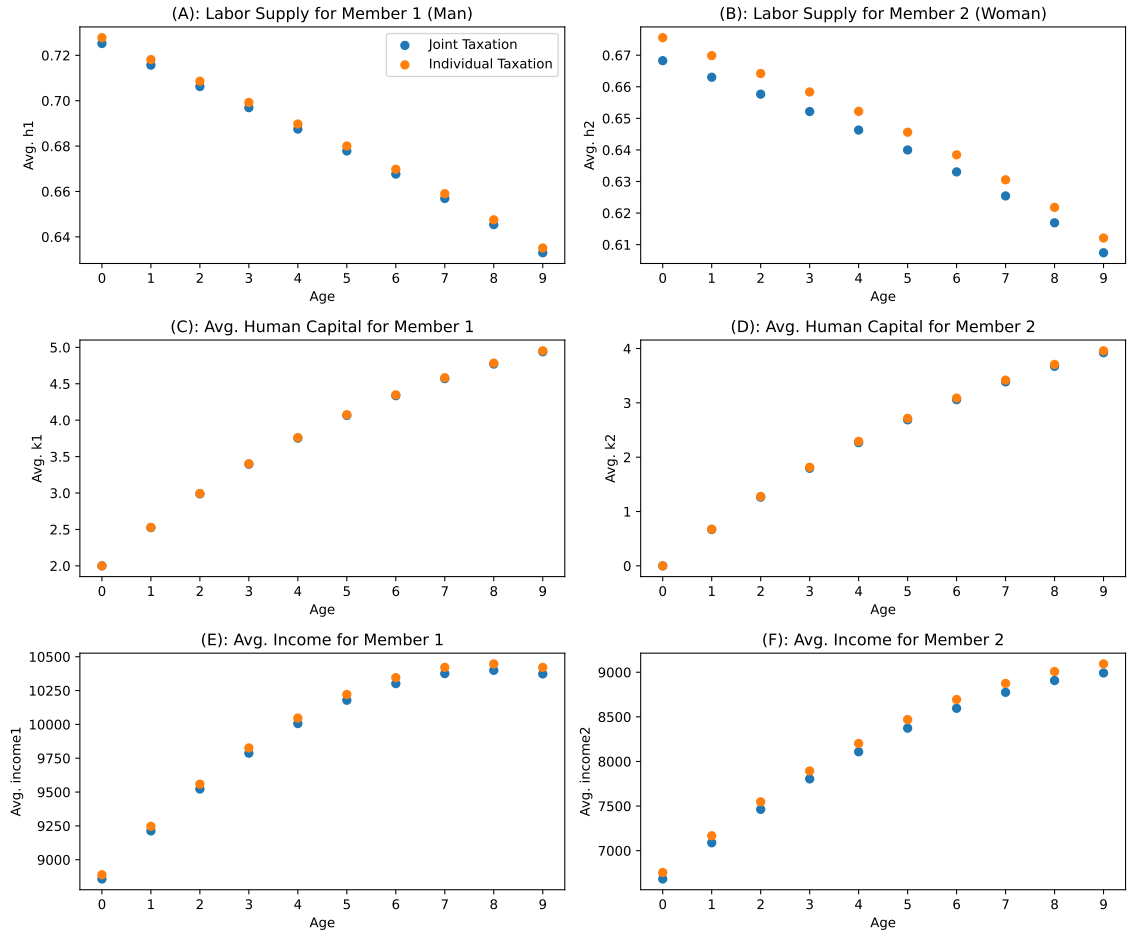 (A): Labor Supply for Member 1 (Man)
Joint Taxation
Individual Taxation
Avg. h1
0.72
0.70
0.68
0.66
0.64
0 1 2 3 4 5 6 7 8 9
Age
(B): Labor Supply for Member 2 (Woman)
Avg. h2
0.67
0.66
0.65
0.64
0.63
0.62
0.61
0 1 2 3 4 5 6 7 8 9
Age
(C): Avg. Human Capital for Member 1
Avg. k1
5.0
4.5
4.0
3.5
3.0
2.5
2.0
0 1 2 3 4 5 6 7 8 9
Age
(D): Avg. Human Capital for Member 2
Avg. k2
4
3
2
1
0
0 1 2 3 4 5 6 7 8 9
Age
(E): Avg. Income for Member 1
Avg. income1
10500
10250
10000
9750
9500
9250
9000
0 1 2 3 4 5 6 7 8 9
Age
(F): Avg. Income for Member 2
Avg. income2
9000
8500
8000
7500
7000
0 1 2 3 4 5 6 7 8 9
Age